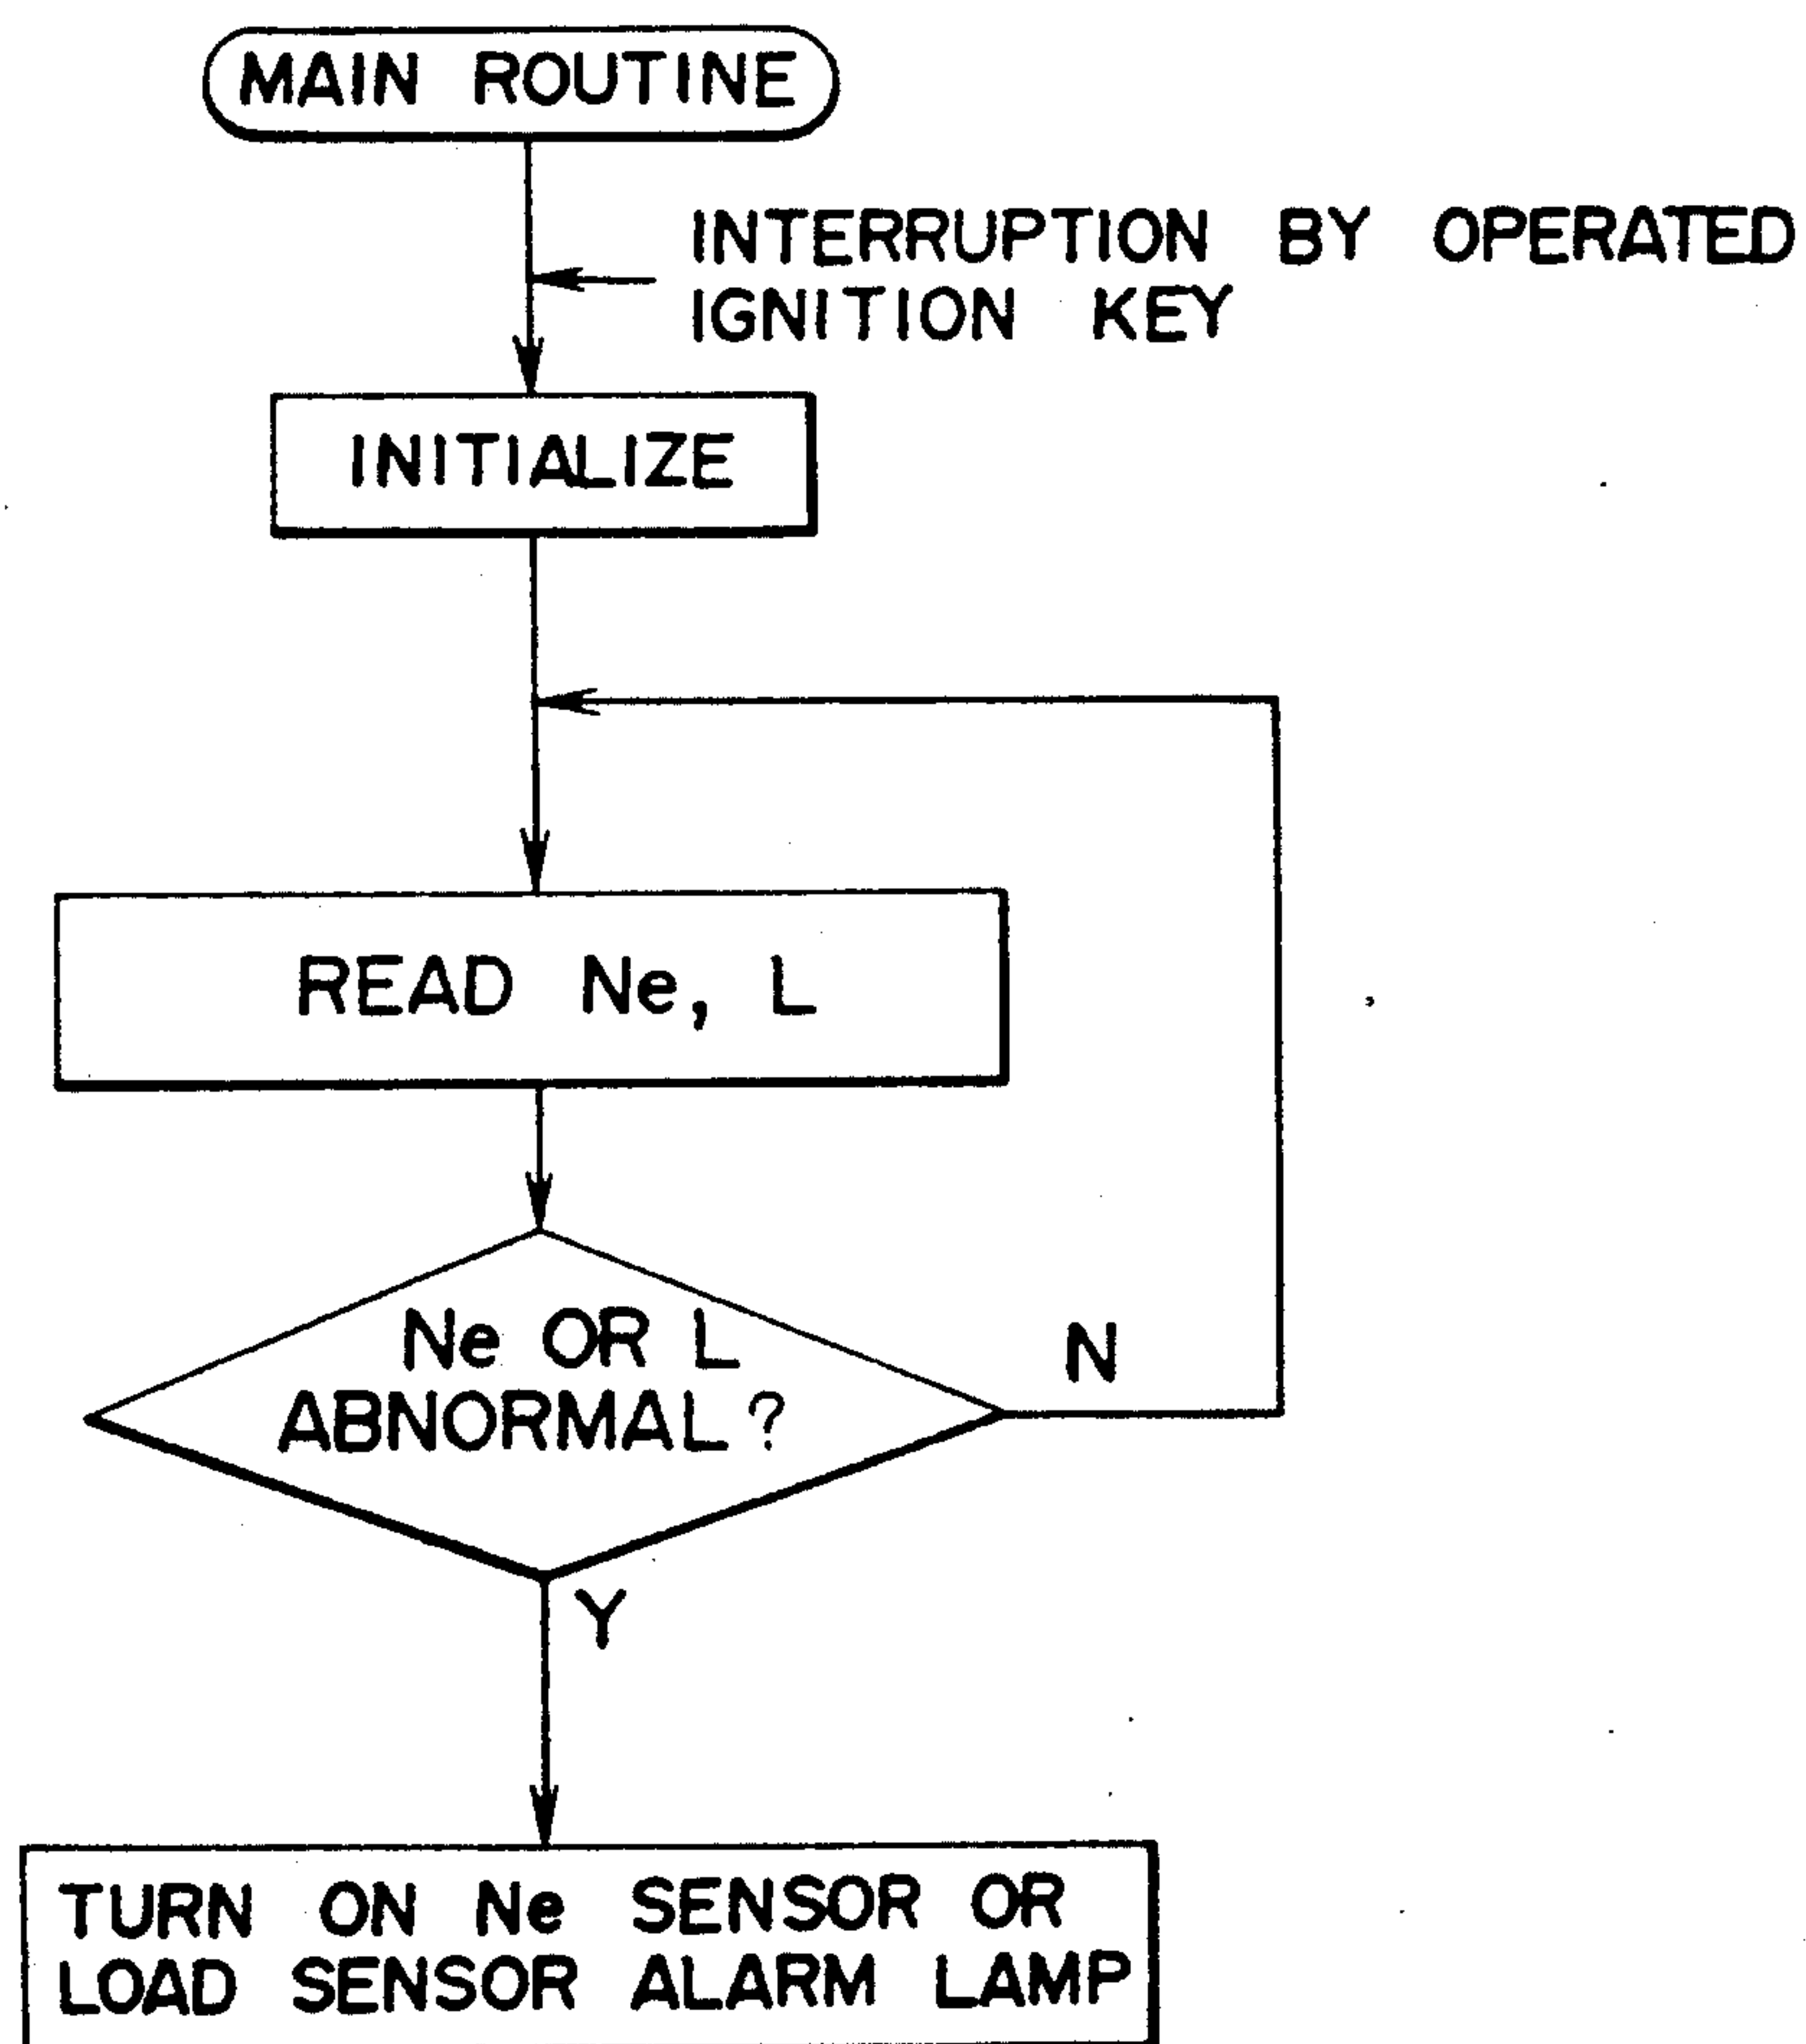 MAIN ROUTINE
INTERRUPTION BY OPERATED
IGNITION KEY
INITIALIZE
READ Ne, L
Ne OR L
ABNORMAL?
N
Y
TURN ON Ne SENSOR OR
LOAD SENSOR ALARM LAMP